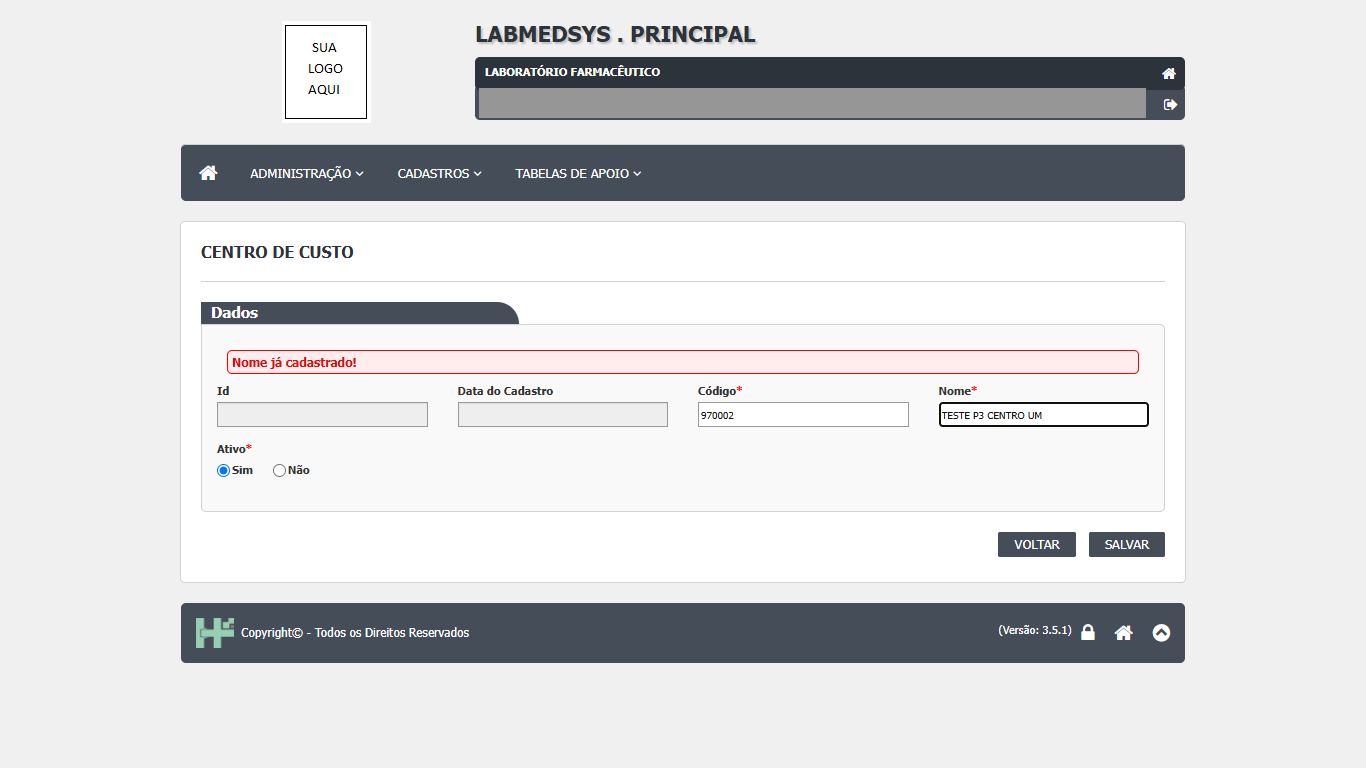 SUA
LOGO
AQUI
LABMEDSYS . PRINCIPAL
LABORATÓRIO FARMACÊUTICO
ADMINISTRAÇÃO CADASTROS TABELAS DE APOIO
CENTRO DE CUSTO
Dados
Nome já cadastrado!
Id Data do Cadastro Código* Nome*
970002 TESTE P3 CENTRO UM
Ativo*
Sim Não
VOLTAR SALVAR
Copyright© - Todos os Direitos Reservados (Versão: 3.5.1)